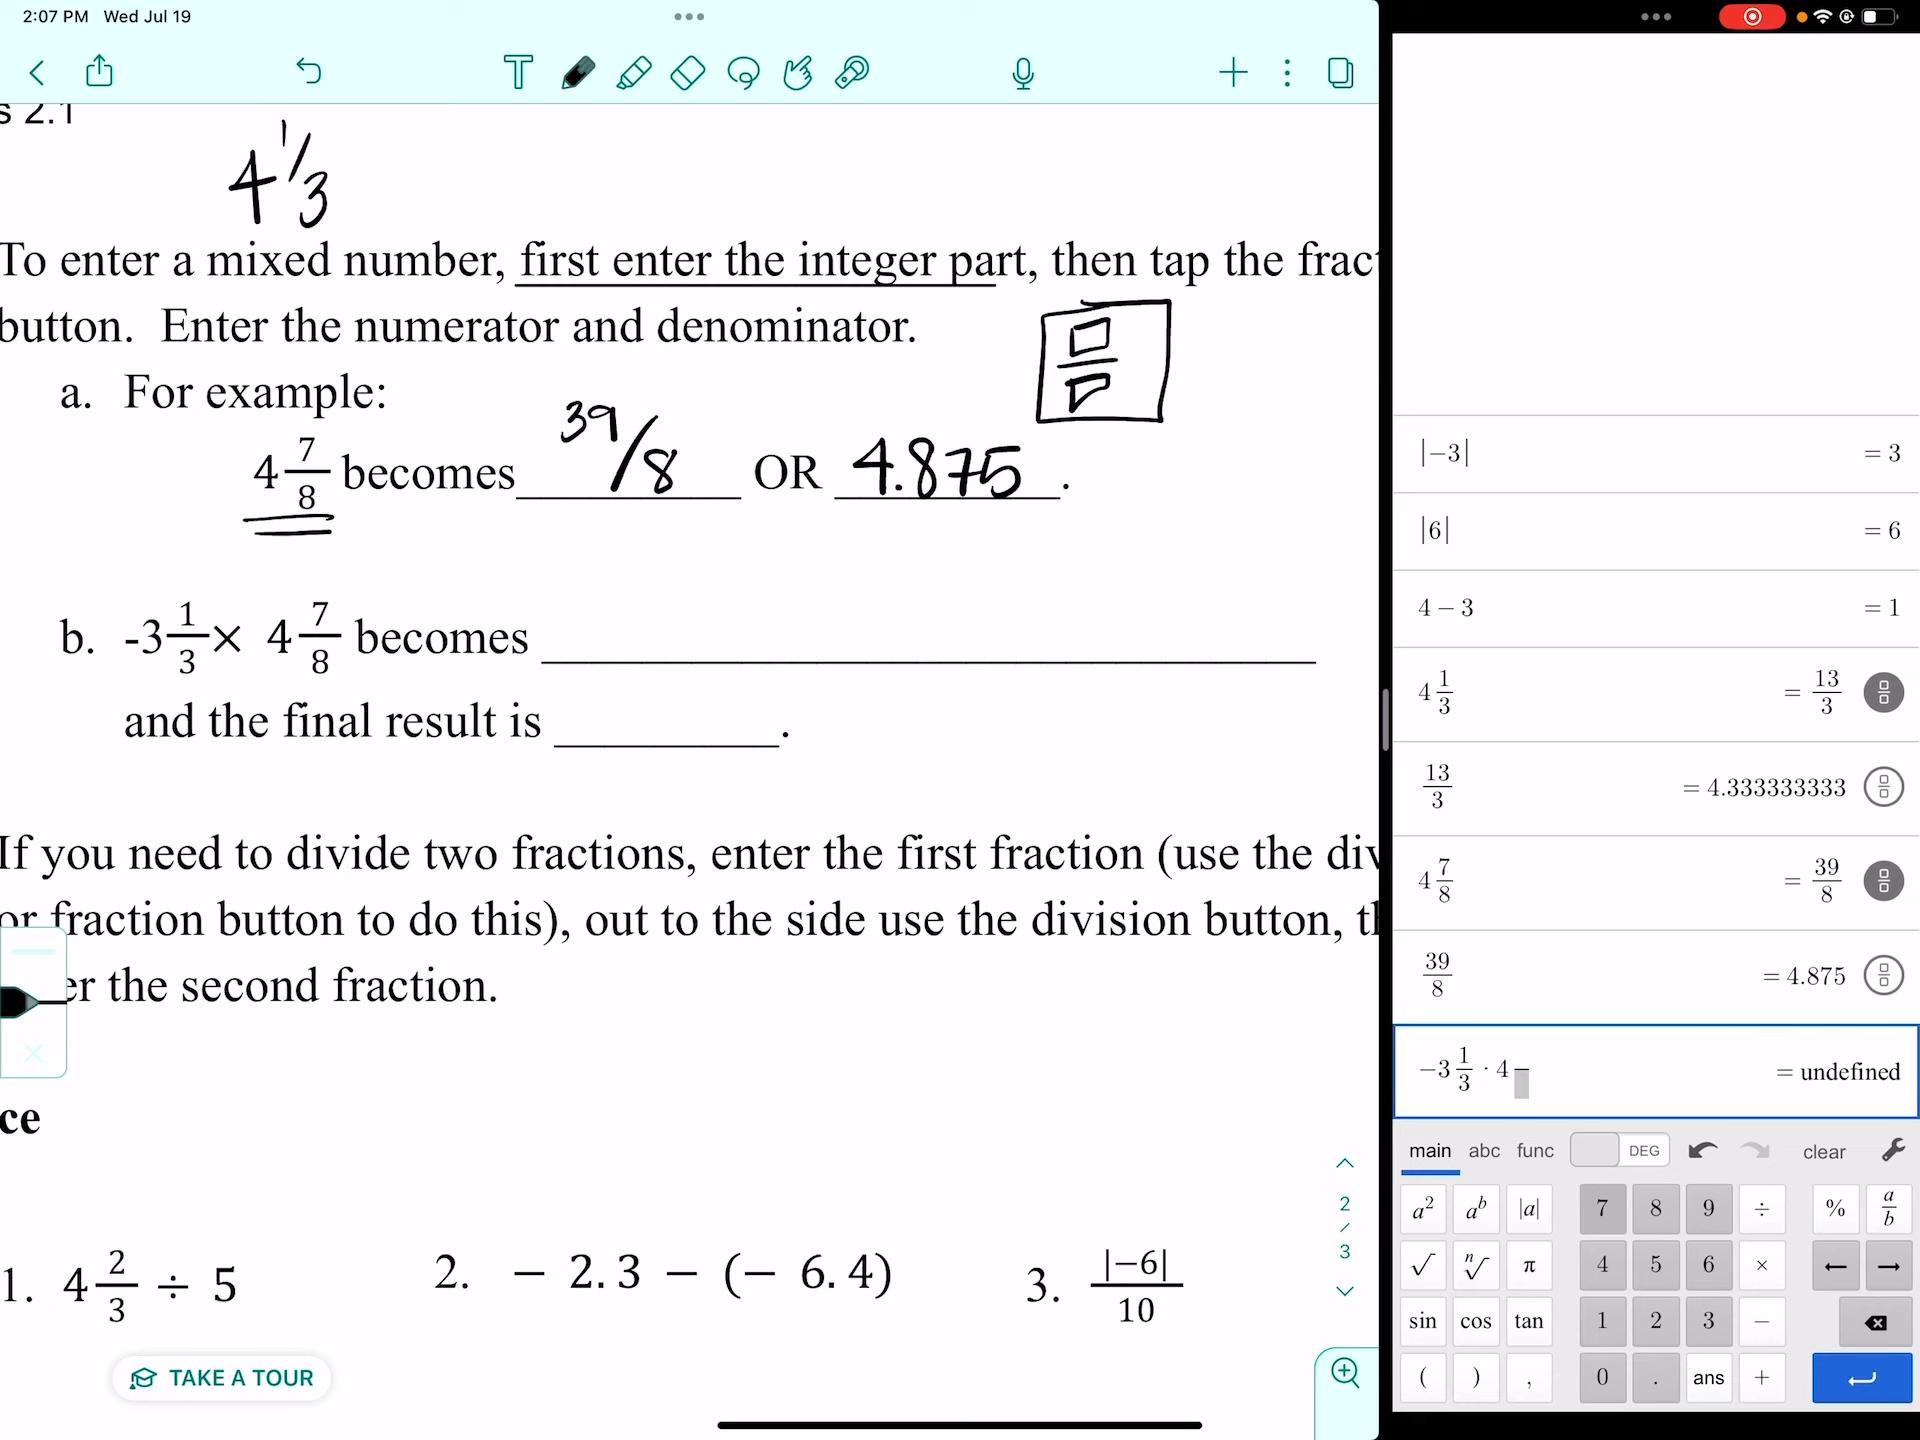 2:07 PM Wed Jul 19
s 2.1
4 1/3
To enter a mixed number, first enter the integer part, then tap the fract
button. Enter the numerator and denominator.
a. For example:
4 7/8 becomes 39/8 OR 4.875.
b. -3 1/3 × 4 7/8 becomes
and the final result is ________.
If you need to divide two fractions, enter the first fraction (use the div
or fraction button to do this), out to the side use the division button, th
er the second fraction.
ce
1. 4 2/3 ÷ 5
2. − 2.3 − (− 6.4)
3. |−6|/10
2/3
TAKE A TOUR
|−3| = 3
|6| = 6
4 − 3 = 1
4 1/3 = 13/3
13/3 = 4.333333333
4 7/8 = 39/8
39/8 = 4.875
−3 1/3 · 4 = undefined
main abc func DEG clear
a² aᵇ |a| 7 8 9 ÷ % a/b
√ ⁿ√ π 4 5 6 × ← →
sin cos tan 1 2 3 −
( ) , 0 . ans +